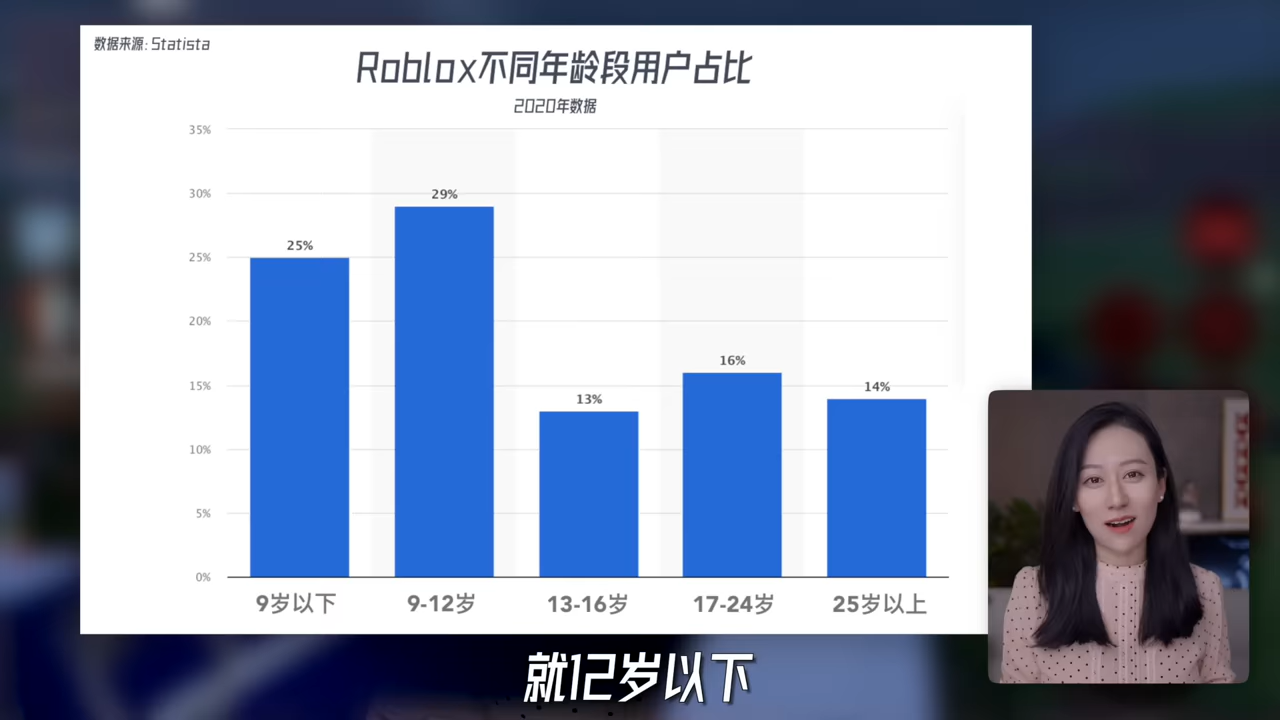 数据来源: Statista
Roblox不同年龄段用户占比
2020年数据
35%
30%
25%
20%
15%
10%
5%
0%
25%
29%
13%
16%
14%
9岁以下
9-12岁
13-16岁
17-24岁
25岁以上
就12岁以下